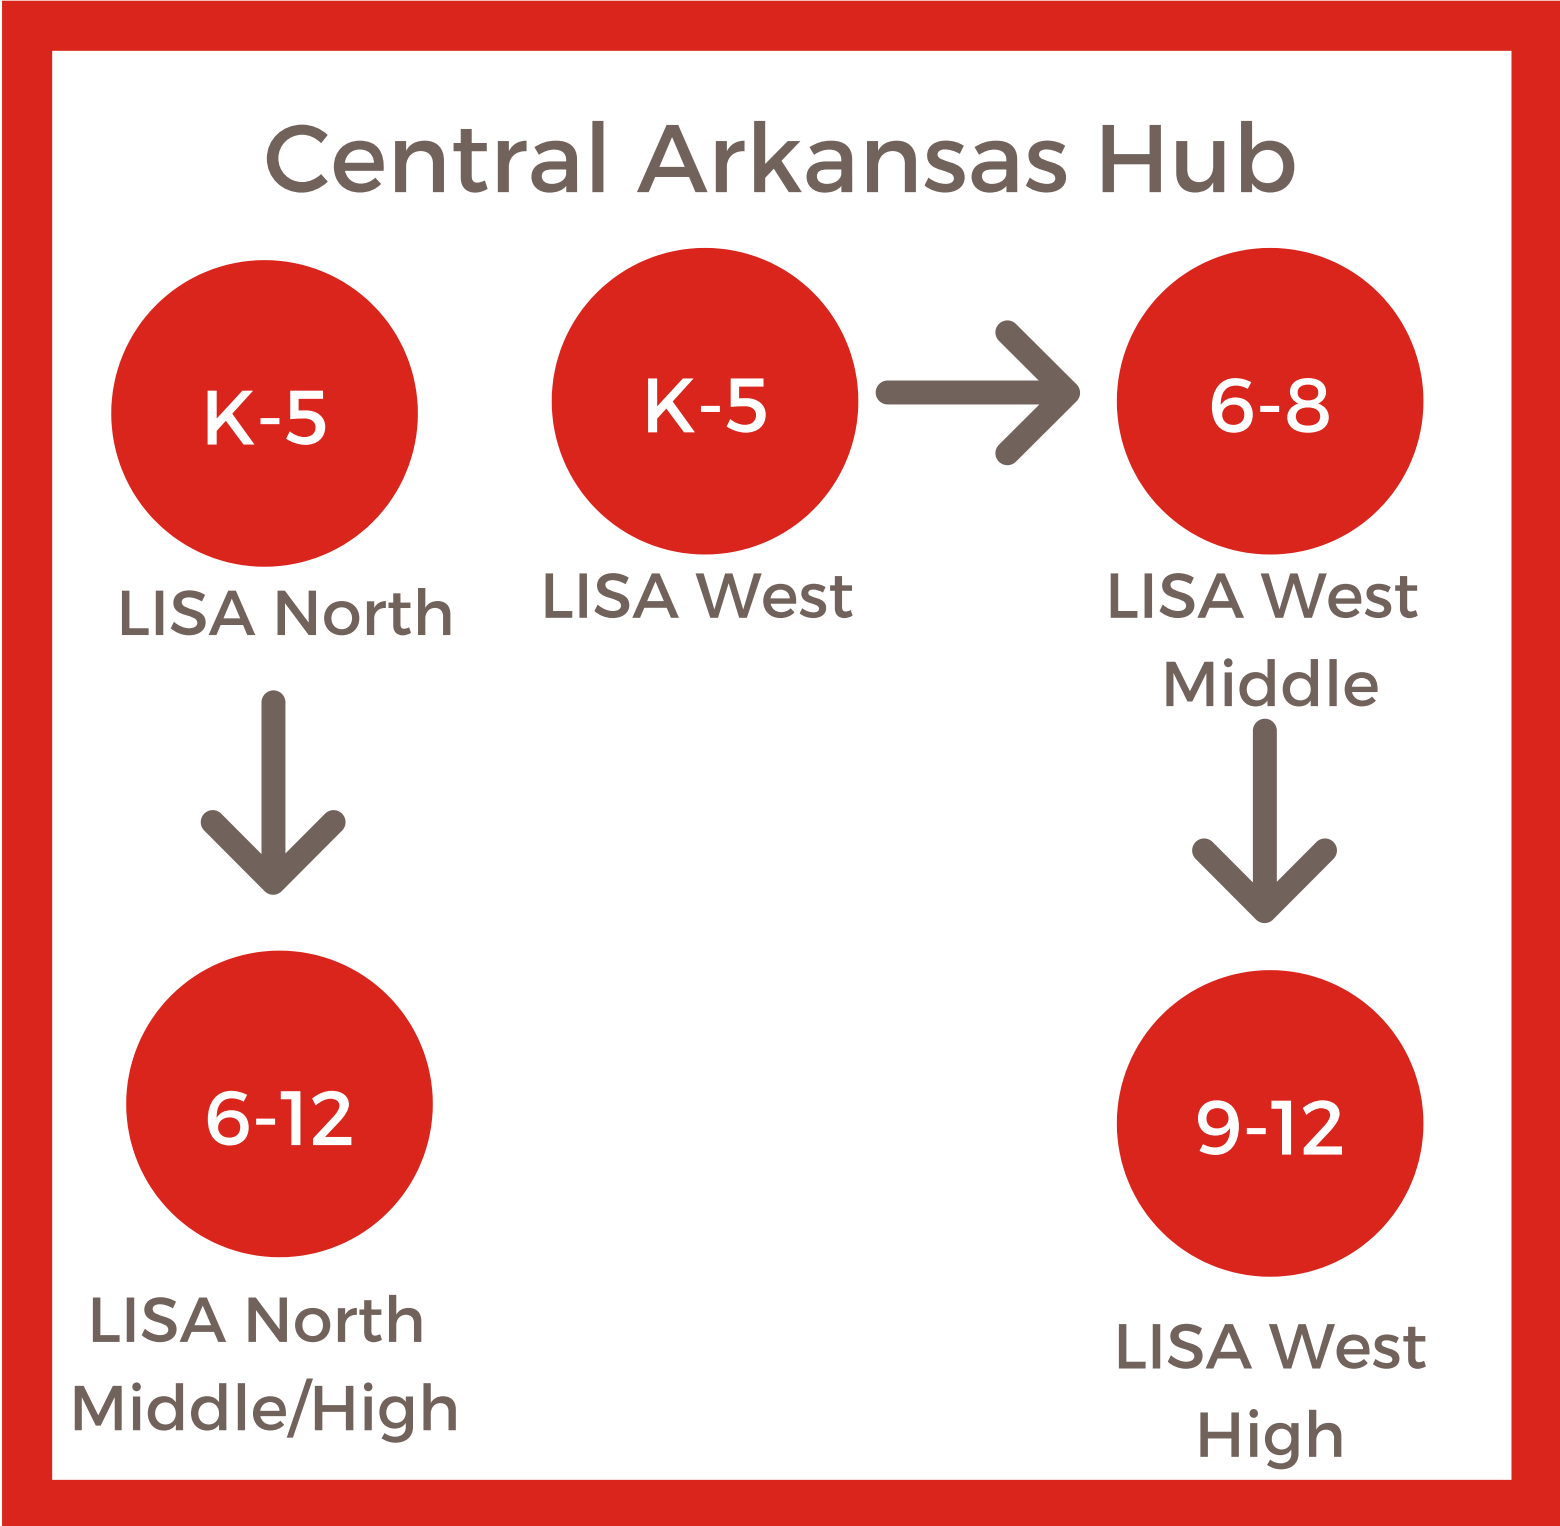 Central Arkansas Hub
K-5
K-5
6-8
LISA North
LISA West
LISA West
Middle
6-12
9-12
LISA North
Middle/High
LISA West
High